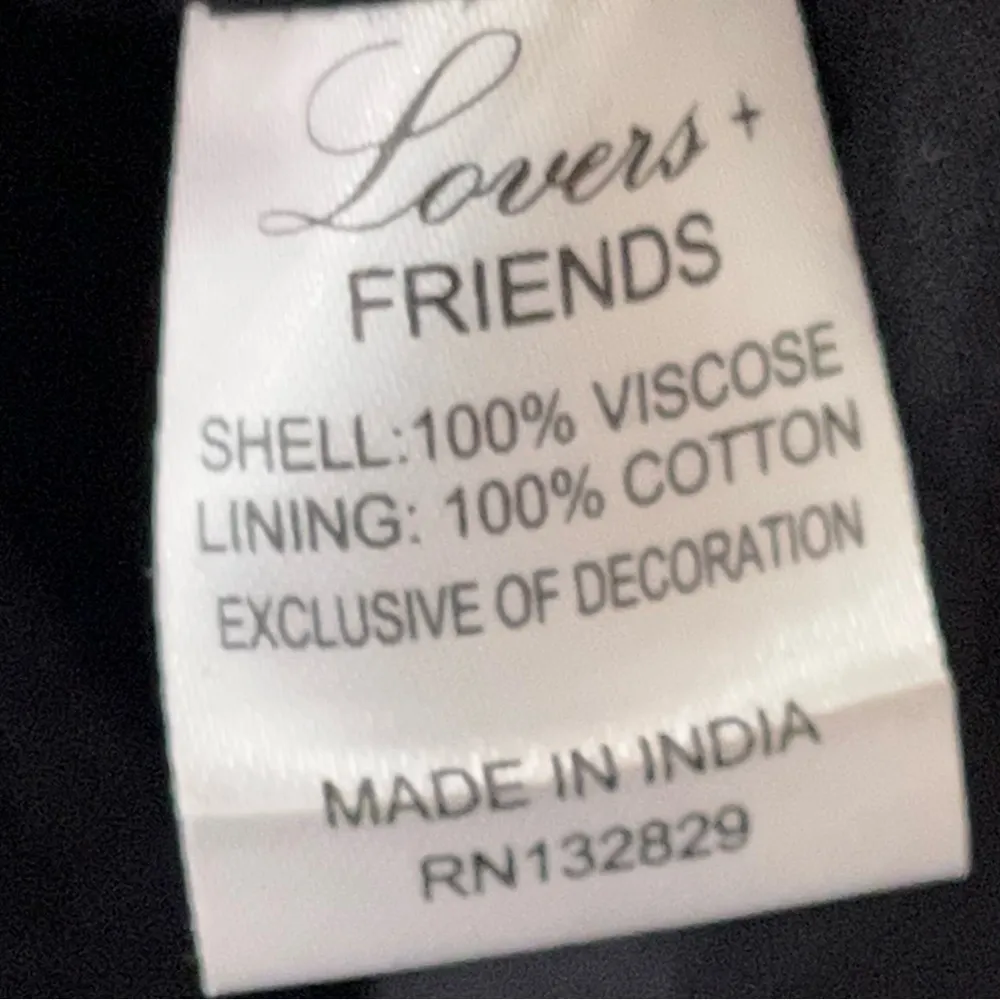 Lovers +
FRIENDS
SHELL:100% VISCOSE
LINING: 100% COTTON
EXCLUSIVE OF DECORATION
MADE IN INDIA
RN132829